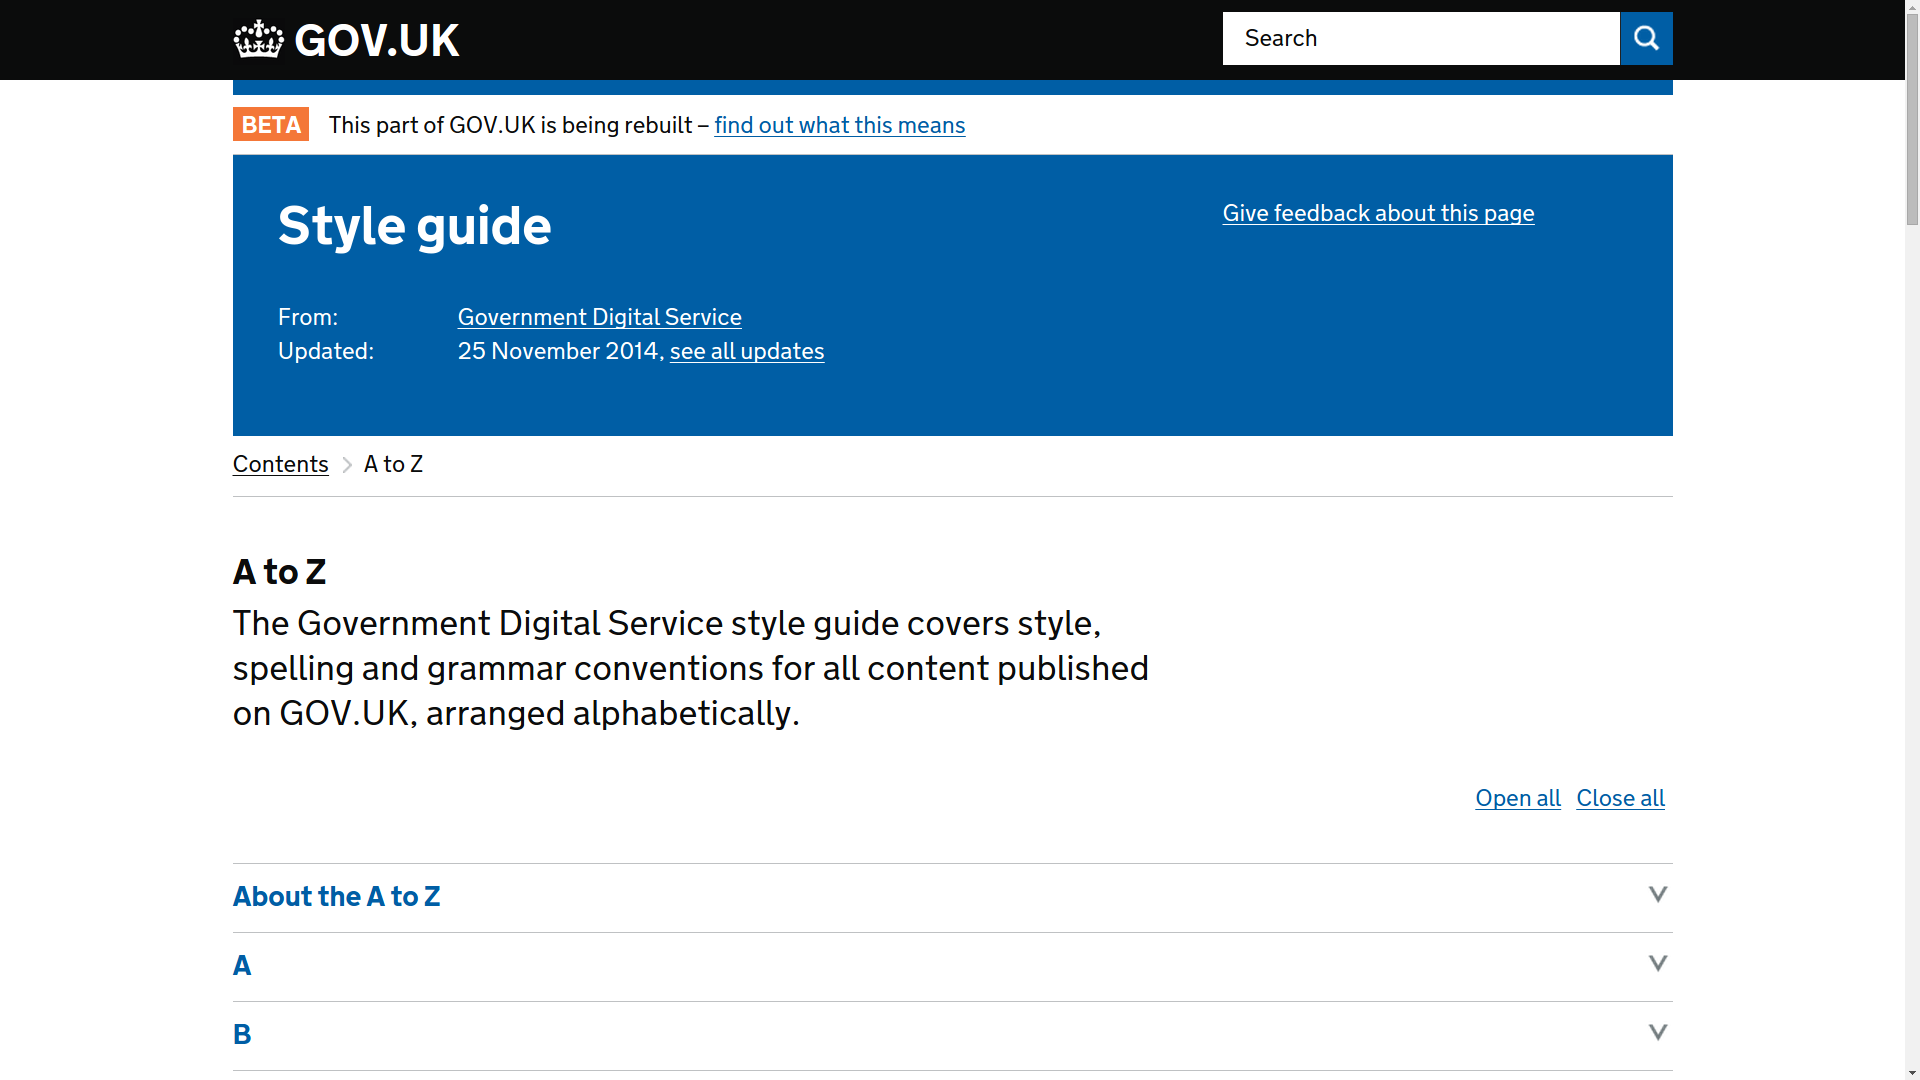 GOV.UK
Search
BETA This part of GOV.UK is being rebuilt – find out what this means
Style guide
Give feedback about this page
From: Government Digital Service
Updated: 25 November 2014, see all updates
Contents A to Z
A to Z
The Government Digital Service style guide covers style,
spelling and grammar conventions for all content published
on GOV.UK, arranged alphabetically.
Open all Close all
About the A to Z
A
B